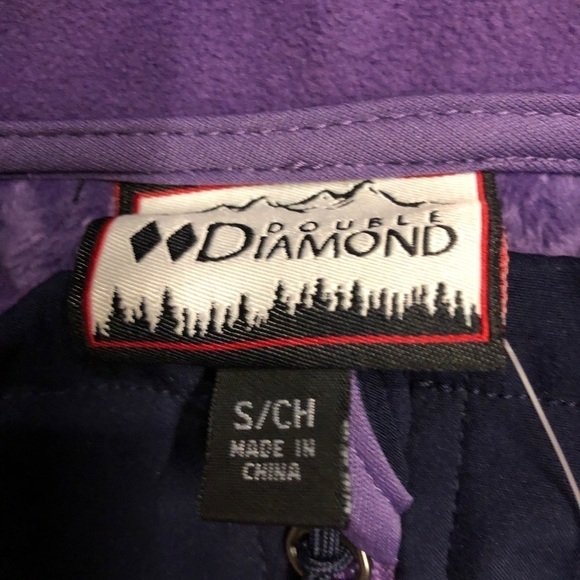 DOUBLE
DIAMOND
S/CH
MADE IN
CHINA